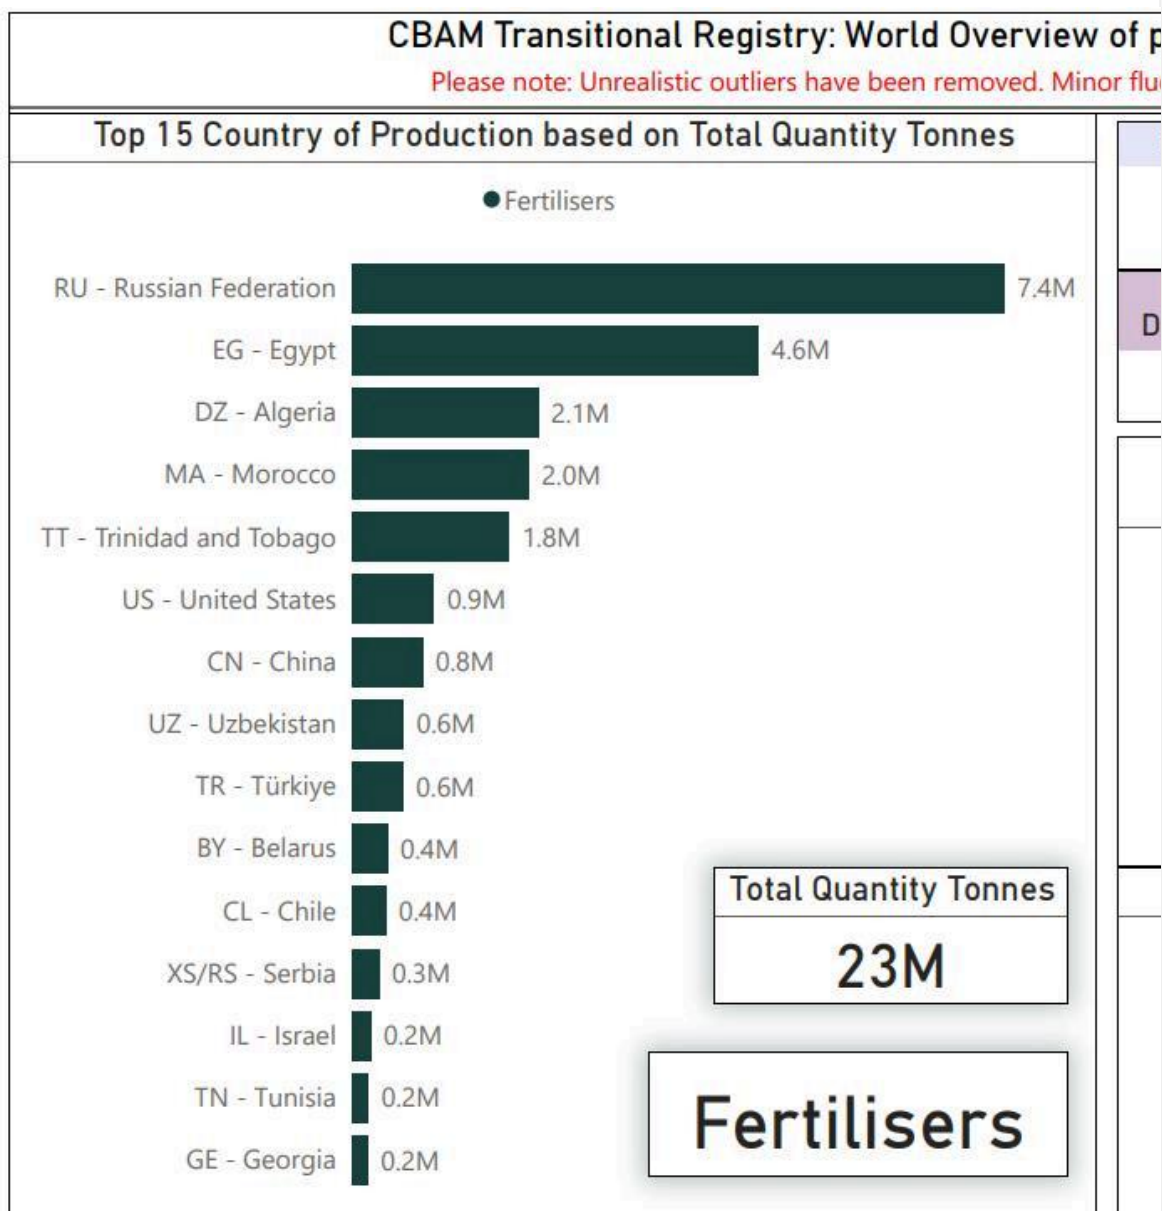 CBAM Transitional Registry: World Overview of p
Please note: Unrealistic outliers have been removed. Minor flu
Top 15 Country of Production based on Total Quantity Tonnes
Fertilisers
RU - Russian Federation 7.4M
EG - Egypt 4.6M
DZ - Algeria 2.1M
MA - Morocco 2.0M
TT - Trinidad and Tobago 1.8M
US - United States 0.9M
CN - China 0.8M
UZ - Uzbekistan 0.6M
TR - Türkiye 0.6M
BY - Belarus 0.4M
CL - Chile 0.4M
XS/RS - Serbia 0.3M
IL - Israel 0.2M
TN - Tunisia 0.2M
GE - Georgia 0.2M
Total Quantity Tonnes
23M
Fertilisers
D